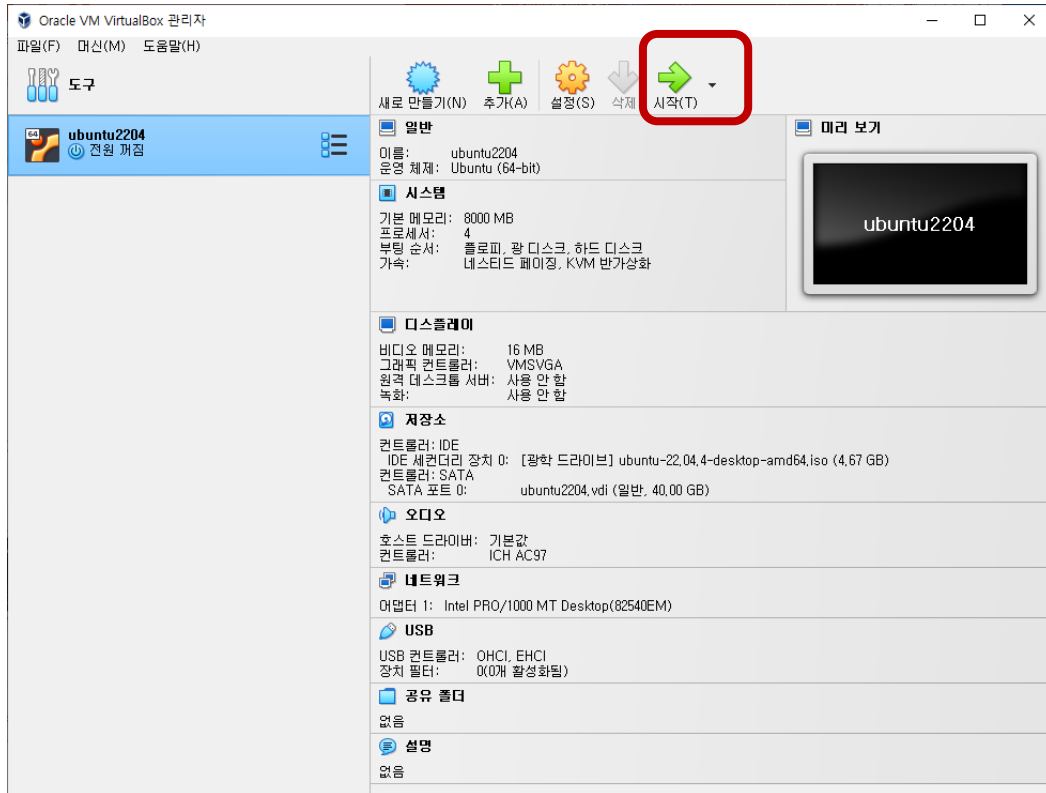 Oracle VM VirtualBox 관리자
파일(F) 머신(M) 도움말(H)
도구
새로 만들기(N) 추가(A) 설정(S) 삭제 시작(T)
64
ubuntu2204
전원 꺼짐
일반
이름: ubuntu2204
운영 체제: Ubuntu (64-bit)
미리 보기
ubuntu2204
시스템
기본 메모리: 8000 MB
프로세서: 4
부팅 순서: 플로피, 광 디스크, 하드 디스크
가속: 네스티드 페이징, KVM 반가상화
디스플레이
비디오 메모리: 16 MB
그래픽 컨트롤러: VMSVGA
원격 데스크톱 서버: 사용 안 함
녹화: 사용 안 함
저장소
컨트롤러: IDE
IDE 세컨더리 장치 0: [광학 드라이브] ubuntu-22.04.4-desktop-amd64.iso (4.67 GB)
컨트롤러: SATA
SATA 포트 0: ubuntu2204.vdi (일반, 40.00 GB)
오디오
호스트 드라이버: 기본값
컨트롤러: ICH AC97
네트워크
어댑터 1: Intel PRO/1000 MT Desktop(82540EM)
USB
USB 컨트롤러: OHCI, EHCI
장치 필터: 0(0개 활성화됨)
공유 폴더
없음
설명
없음